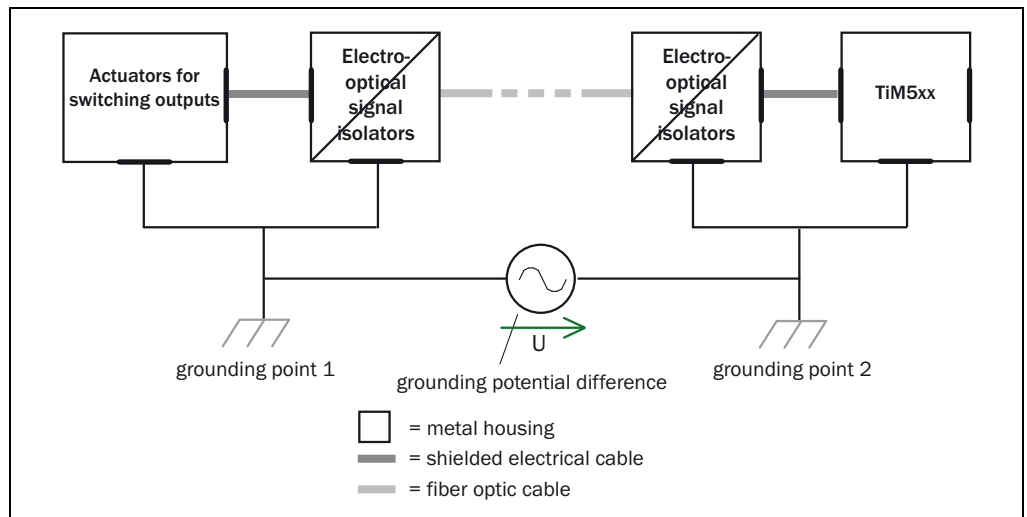 Actuators for
switching outputs
Electro-
optical
signal
isolators
Electro-
optical
signal
isolators
TiM5xx
U
grounding point 1
grounding potential difference
grounding point 2
= metal housing
= shielded electrical cable
= fiber optic cable